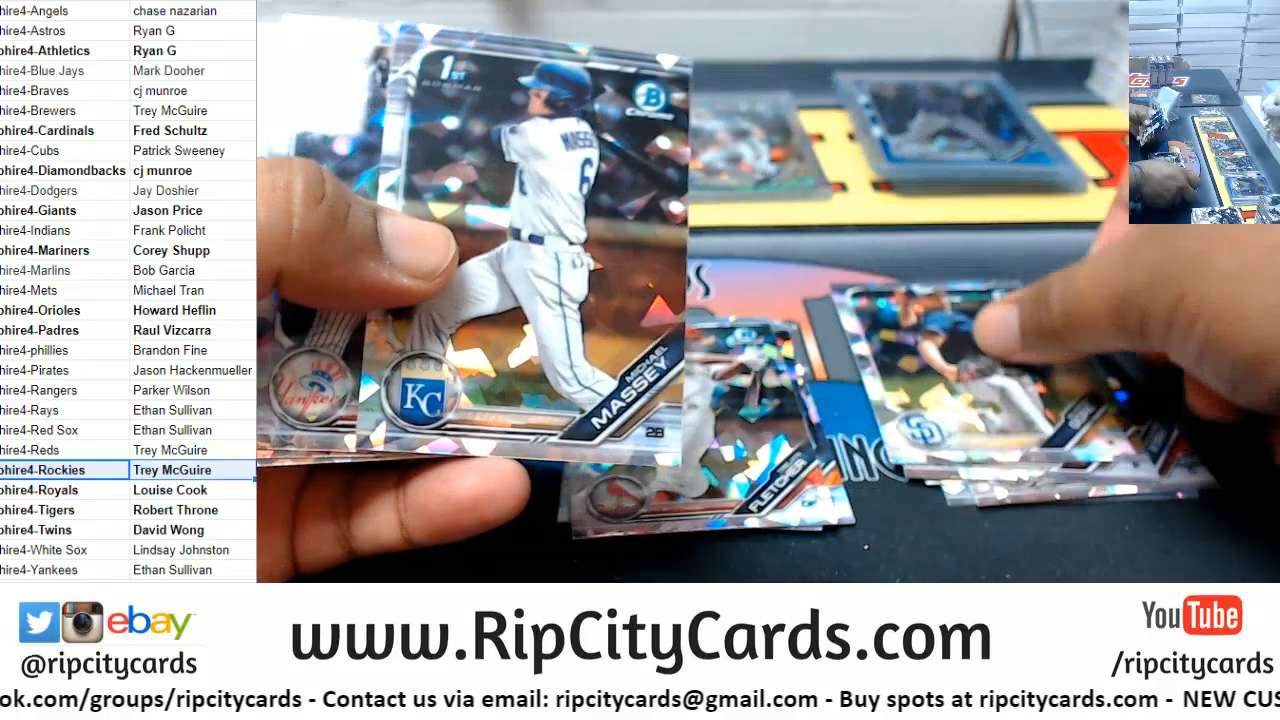 hire4-Angels chase nazarian
hire4-Astros Ryan G
phire4-Athletics Ryan G
hire4-Blue Jays Mark Dooher
hire4-Braves cj munroe
hire4-Brewers Trey McGuire
phire4-Cardinals Fred Schultz
hire4-Cubs Patrick Sweeney
phire4-Diamondbacks cj munroe
hire4-Dodgers Jay Doshier
phire4-Giants Jason Price
hire4-Indians Frank Policht
phire4-Mariners Corey Shupp
hire4-Marlins Bob Garcia
hire4-Mets Michael Tran
phire4-Orioles Howard Heflin
phire4-Padres Raul Vizcarra
hire4-phillies Brandon Fine
hire4-Pirates Jason Hackenmueller
hire4-Rangers Parker Wilson
hire4-Rays Ethan Sullivan
hire4-Red Sox Ethan Sullivan
hire4-Reds Trey McGuire
phire4-Rockies Trey McGuire
phire4-Royals Louise Cook
phire4-Tigers Robert Throne
phire4-Twins David Wong
hire4-White Sox Lindsay Johnston
hire4-Yankees Ethan Sullivan
1ST
BOWMAN
B
CHROME
MASSE
6
Yankees
KC
MICHAEL
MASSEY
2B
FLETCHER
SD
ING
ebay
@ripcitycards
www.RipCityCards.com
YouTube
/ripcitycards
ok.com/groups/ripcitycards - Contact us via email: ripcitycards@gmail.com - Buy spots at ripcitycards.com - NEW CUS